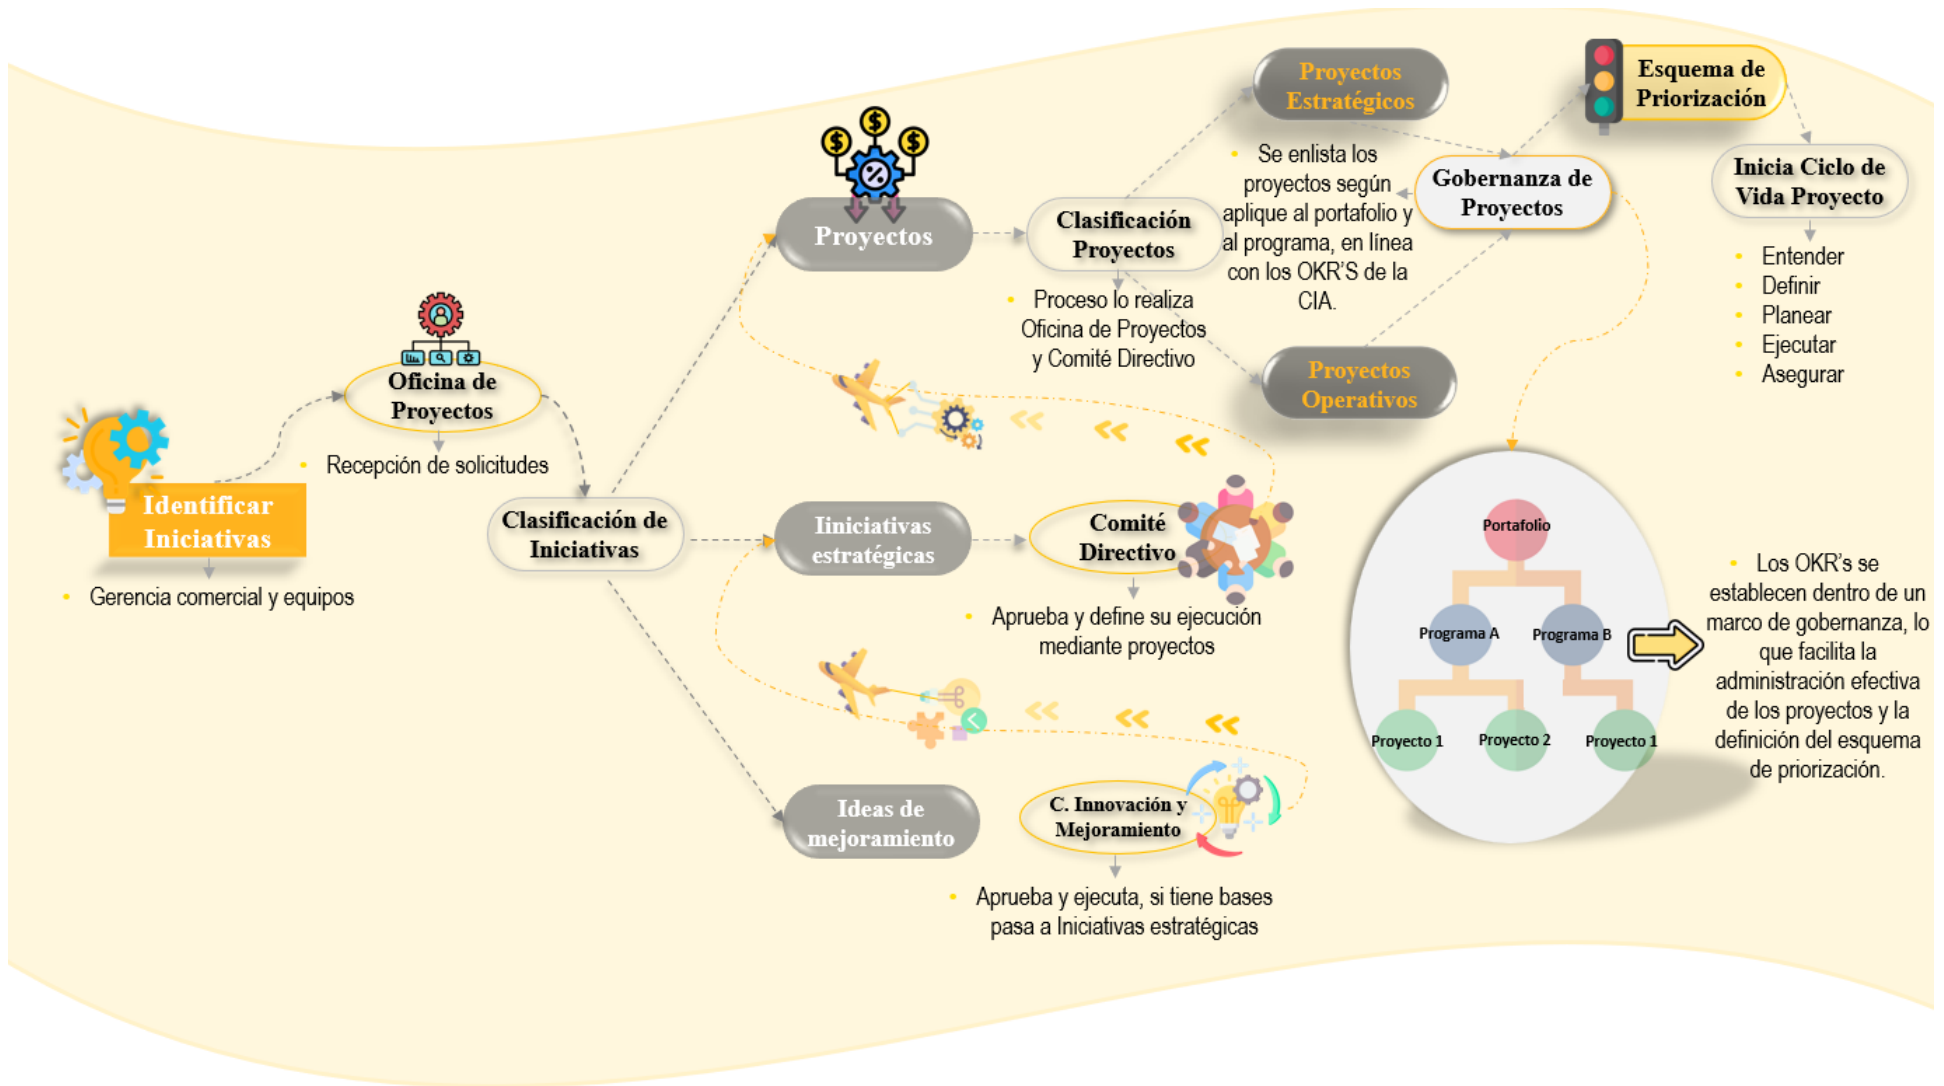 Identificar
Iniciativas
• Gerencia comercial y equipos
Oficina de
Proyectos
• Recepción de solicitudes
Clasificación de
Iniciativas
Proyectos
Clasificación
Proyectos
• Proceso lo realiza
Oficina de Proyectos
y Comité Directivo
Proyectos
Estratégicos
• Se enlista los
proyectos según
aplique al portafolio y
al programa, en línea
con los OKR'S de la
CIA.
Proyectos
Operativos
Gobernanza de
Proyectos
Esquema de
Priorización
Inicia Ciclo de
Vida Proyecto
• Entender
• Definir
• Planear
• Ejecutar
• Asegurar
Iiniciativas
estratégicas
Comité
Directivo
• Aprueba y define su ejecución
mediante proyectos
Ideas de
mejoramiento
C. Innovación y
Mejoramiento
• Aprueba y ejecuta, si tiene bases
pasa a Iniciativas estratégicas
Portafolio
Programa A
Programa B
Proyecto 1
Proyecto 2
Proyecto 1
• Los OKR's se
establecen dentro de un
marco de gobernanza, lo
que facilita la
administración efectiva
de los proyectos y la
definición del esquema
de priorización.